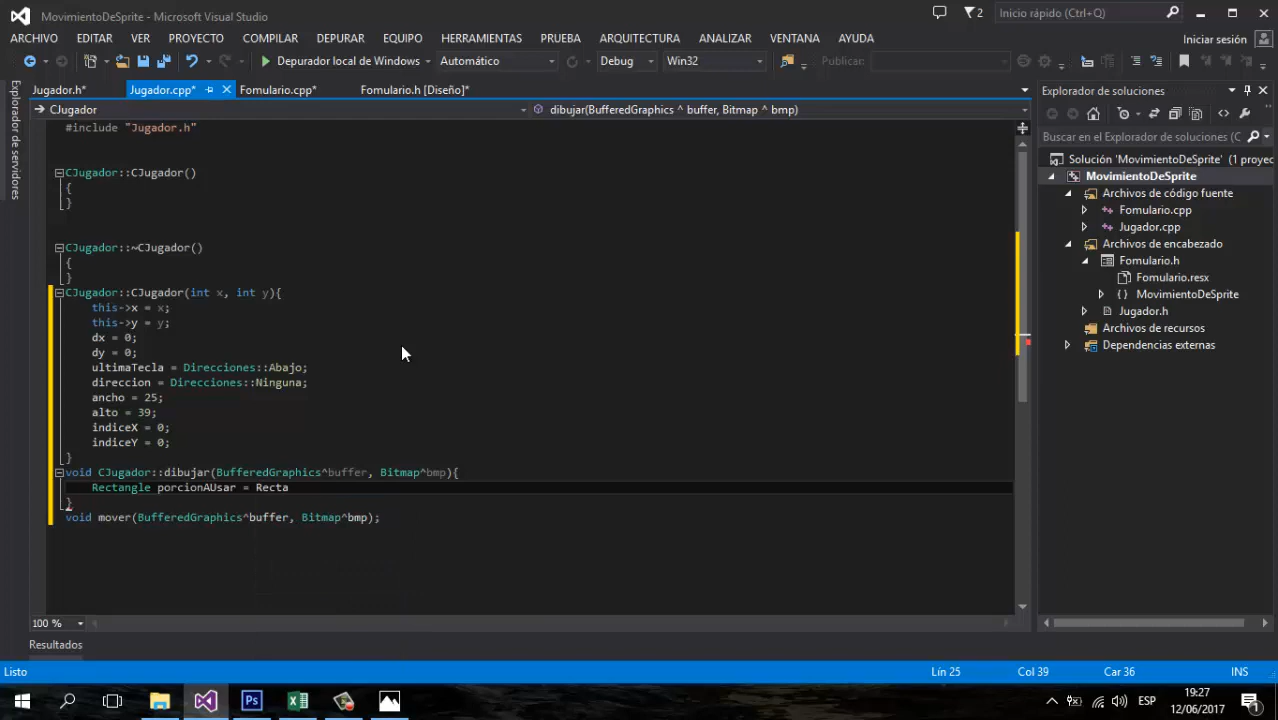 MovimientoDeSprite - Microsoft Visual Studio
2
Inicio rápido (Ctrl+Q)
ARCHIVO EDITAR VER PROYECTO COMPILAR DEPURAR EQUIPO HERRAMIENTAS PRUEBA ARQUITECTURA ANALIZAR VENTANA AYUDA
Iniciar sesión
Depurador local de Windows Automático Debug Win32 Publicar:
Explorador de servidores
Jugador.h* Jugador.cpp* Fomulario.cpp* Fomulario.h [Diseño]*
CJugador dibujar(BufferedGraphics ^ buffer, Bitmap ^ bmp)
#include "Jugador.h"
CJugador::CJugador()
{
}
CJugador::~CJugador()
{
}
CJugador::CJugador(int x, int y){
this->x = x;
this->y = y;
dx = 0;
dy = 0;
ultimaTecla = Direcciones::Abajo;
direccion = Direcciones::Ninguna;
ancho = 25;
alto = 39;
indiceX = 0;
indiceY = 0;
}
void CJugador::dibujar(BufferedGraphics^buffer, Bitmap^bmp){
Rectangle porcionAUsar = Recta
}
void mover(BufferedGraphics^buffer, Bitmap^bmp);
100 %
Resultados
Explorador de soluciones
Buscar en el Explorador de soluciones (C
Solución 'MovimientoDeSprite' (1 proyec
MovimientoDeSprite
Archivos de código fuente
Fomulario.cpp
Jugador.cpp
Archivos de encabezado
Fomulario.h
Fomulario.resx
{ } MovimientoDeSprite
Jugador.h
Archivos de recursos
Dependencias externas
Listo Lín 25 Col 39 Car 36 INS
Ps
ESP
19:27
12/06/2017
1